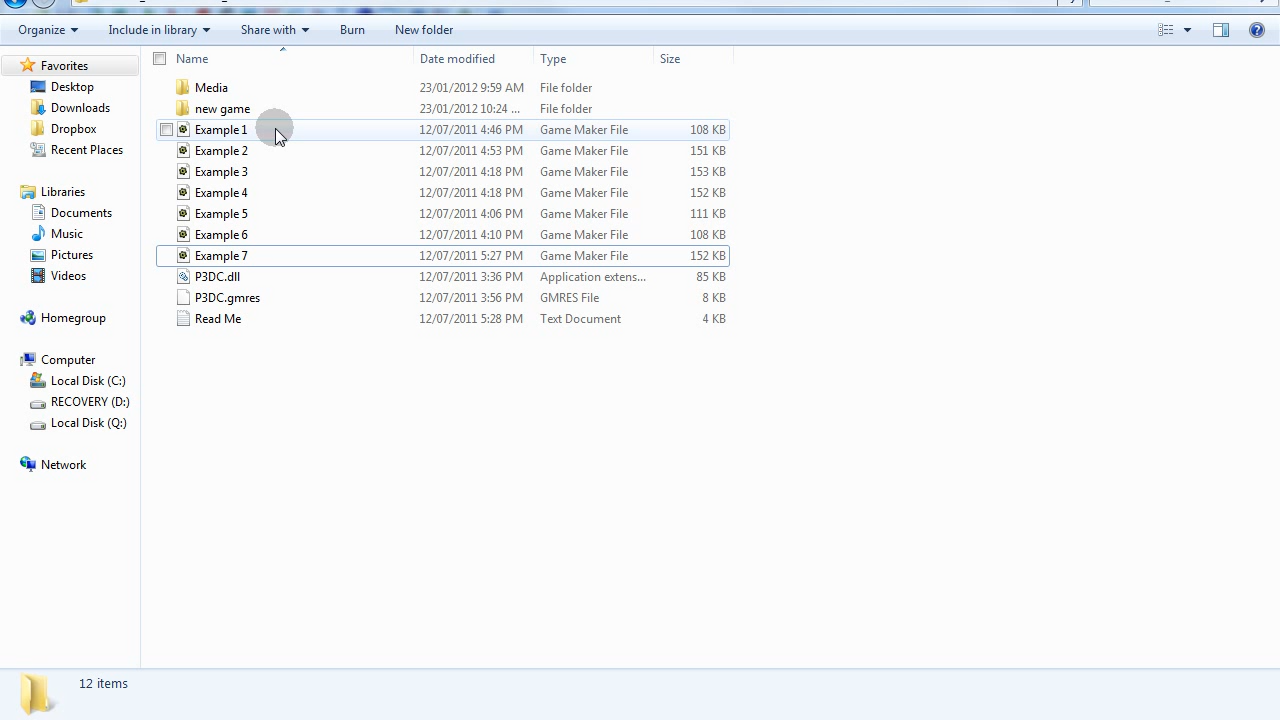 Organize Include in library Share with Burn New folder
Name Date modified Type Size
Favorites
Desktop
Downloads
Dropbox
Recent Places
Libraries
Documents
Music
Pictures
Videos
Homegroup
Computer
Local Disk (C:)
RECOVERY (D:)
Local Disk (Q:)
Network
Media 23/01/2012 9:59 AM File folder
new game 23/01/2012 10:24 ... File folder
Example 1 12/07/2011 4:46 PM Game Maker File 108 KB
Example 2 12/07/2011 4:53 PM Game Maker File 151 KB
Example 3 12/07/2011 4:18 PM Game Maker File 153 KB
Example 4 12/07/2011 4:18 PM Game Maker File 152 KB
Example 5 12/07/2011 4:06 PM Game Maker File 111 KB
Example 6 12/07/2011 4:10 PM Game Maker File 108 KB
Example 7 12/07/2011 5:27 PM Game Maker File 152 KB
P3DC.dll 12/07/2011 3:36 PM Application extens... 85 KB
P3DC.gmres 12/07/2011 3:56 PM GMRES File 8 KB
Read Me 12/07/2011 5:28 PM Text Document 4 KB
12 items